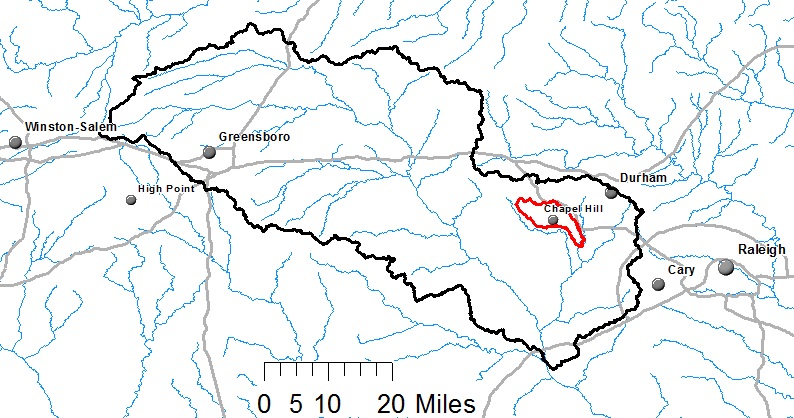 Winston-Salem
Greensboro
High Point
Durham
Chapel Hill
Raleigh
Cary
0 5 10 20 Miles